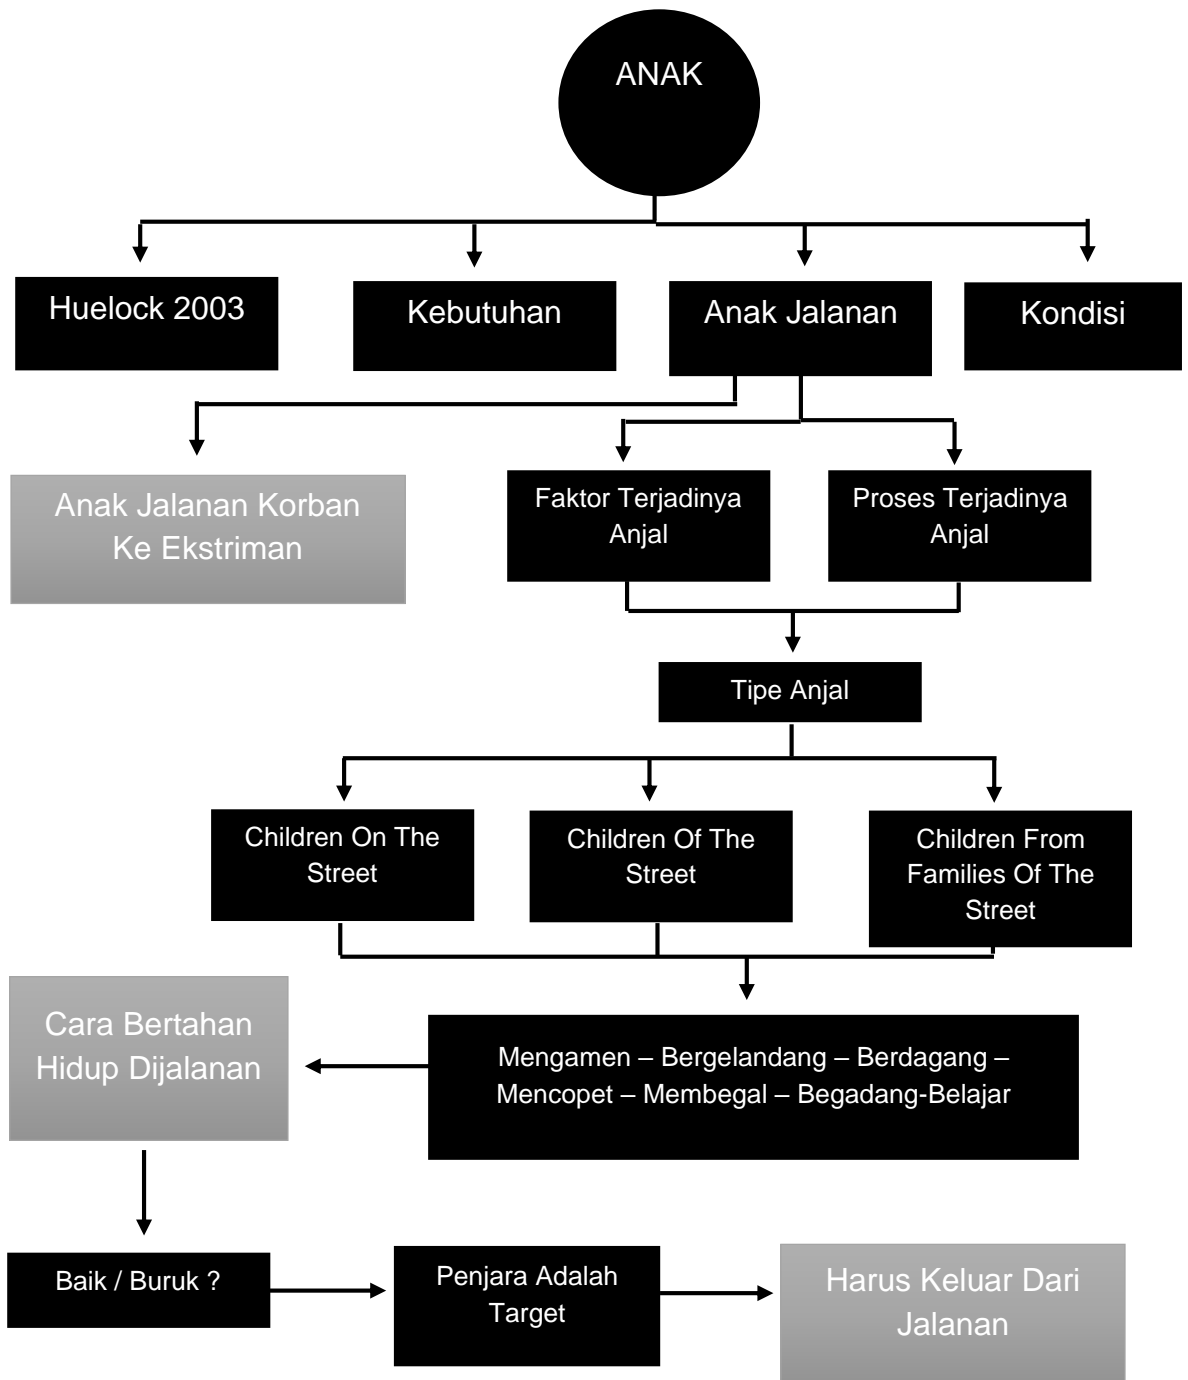 ANAK
Huelock 2003
Kebutuhan
Anak Jalanan
Kondisi
Anak Jalanan Korban
Ke Ekstriman
Faktor Terjadinya
Anjal
Proses Terjadinya
Anjal
Tipe Anjal
Children On The
Street
Children Of The
Street
Children From
Families Of The
Street
Cara Bertahan
Hidup Dijalanan
Mengamen – Bergelandang – Berdagang –
Mencopet – Membegal – Begadang-Belajar
Baik / Buruk ?
Penjara Adalah
Target
Harus Keluar Dari
Jalanan